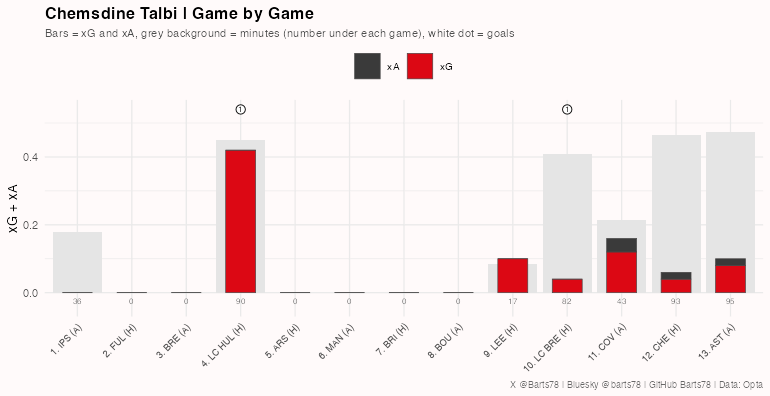 Chemsdine Talbi | Game by Game
Bars = xG and xA, grey background = minutes (number under each game), white dot = goals
xA xG
1 1
xG + xA
0.4
0.2
0.0
36 0 0 90 0 0 0 0 17 82 43 93 95
1. IPS (A)
2. FUL (H)
3. BRE (A)
4. LC HUL (H)
5. ARS (H)
6. MAN (A)
7. BRI (H)
8. BOU (A)
9. LEE (H)
10. LC BRE (H)
11. COV (A)
12. CHE (H)
13. AST (A)
X @Barts78 | Bluesky @barts78 | GitHub Barts78 | Data: Opta